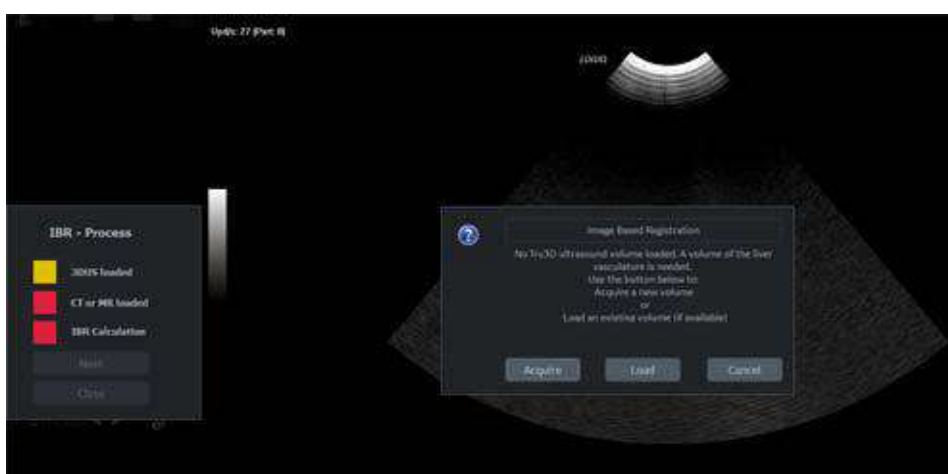 IBR - Process
3DUS loaded
CT or MR loaded
IBR Calculation
Next
Close
Image Based Registration
No Tru3D ultrasound volume loaded. A volume of the liver
vasculature is needed.
Use the button below to:
Acquire a new volume
or
Load an existing volume (if available)
Acquire
Load
Cancel